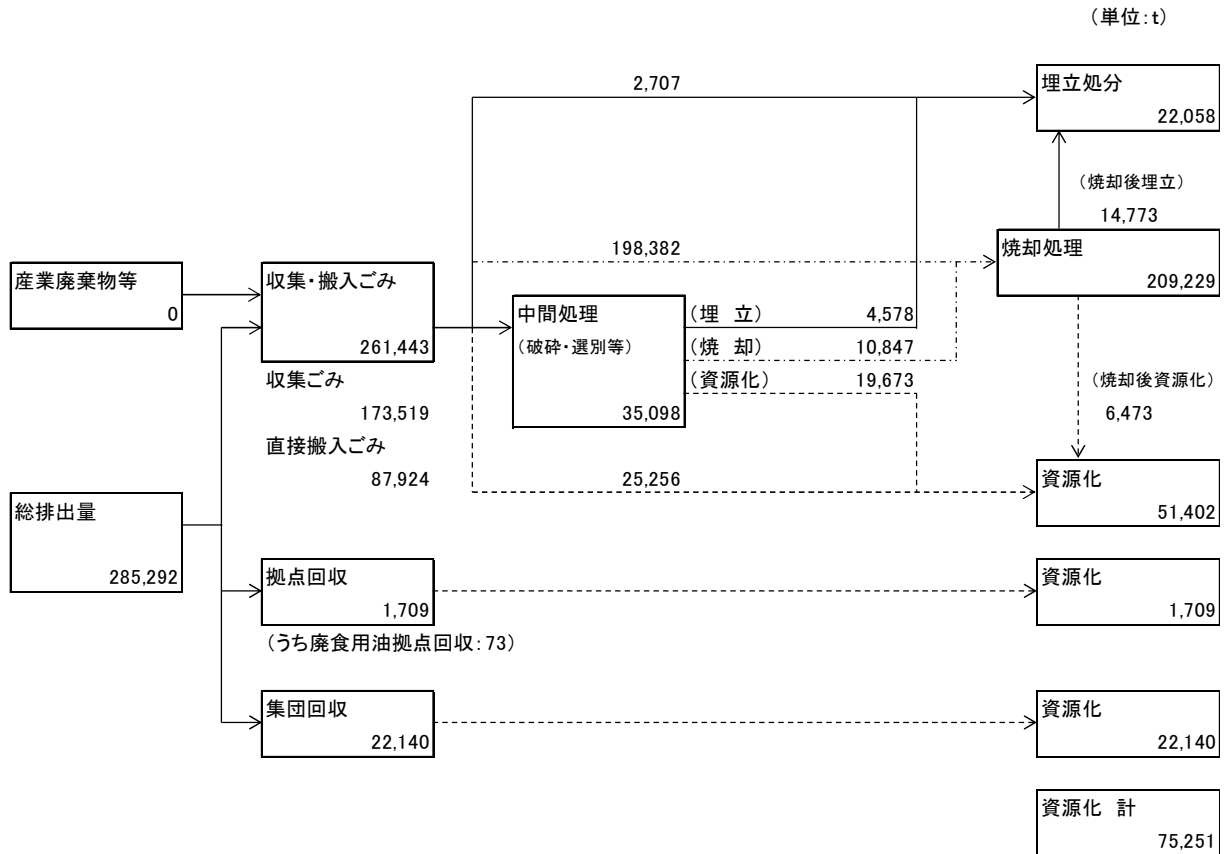 （単位：t）
2,707
埋立処分
22,058
（焼却後埋立）
14,773
198,382
焼却処理
209,229
産業廃棄物等
0
収集・搬入ごみ
261,443
収集ごみ
173,519
直接搬入ごみ
87,924
中間処理
（破砕・選別等）
35,098
（埋　立）　4,578
（焼　却）　10,847
（資源化）　19,673
（焼却後資源化）
6,473
25,256
資源化
51,402
総排出量
285,292
拠点回収
1,709
（うち廃食用油拠点回収：73）
資源化
1,709
集団回収
22,140
資源化
22,140
資源化　計
75,251